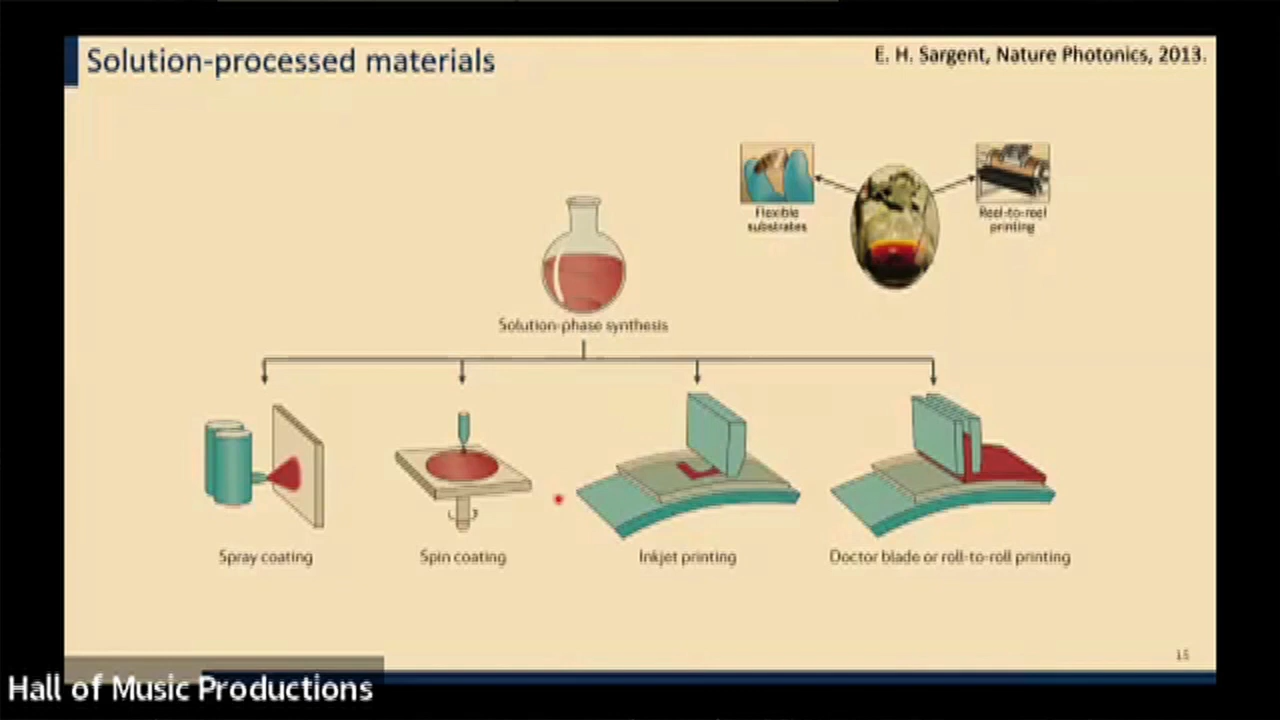 Solution-processed materials
E. H. Sargent, Nature Photonics, 2013.
Flexible
substrates
Reel-to-reel
printing
Solution-phase synthesis
Spray coating
Spin coating
Inkjet printing
Doctor blade or roll-to-roll printing
15
Hall of Music Productions